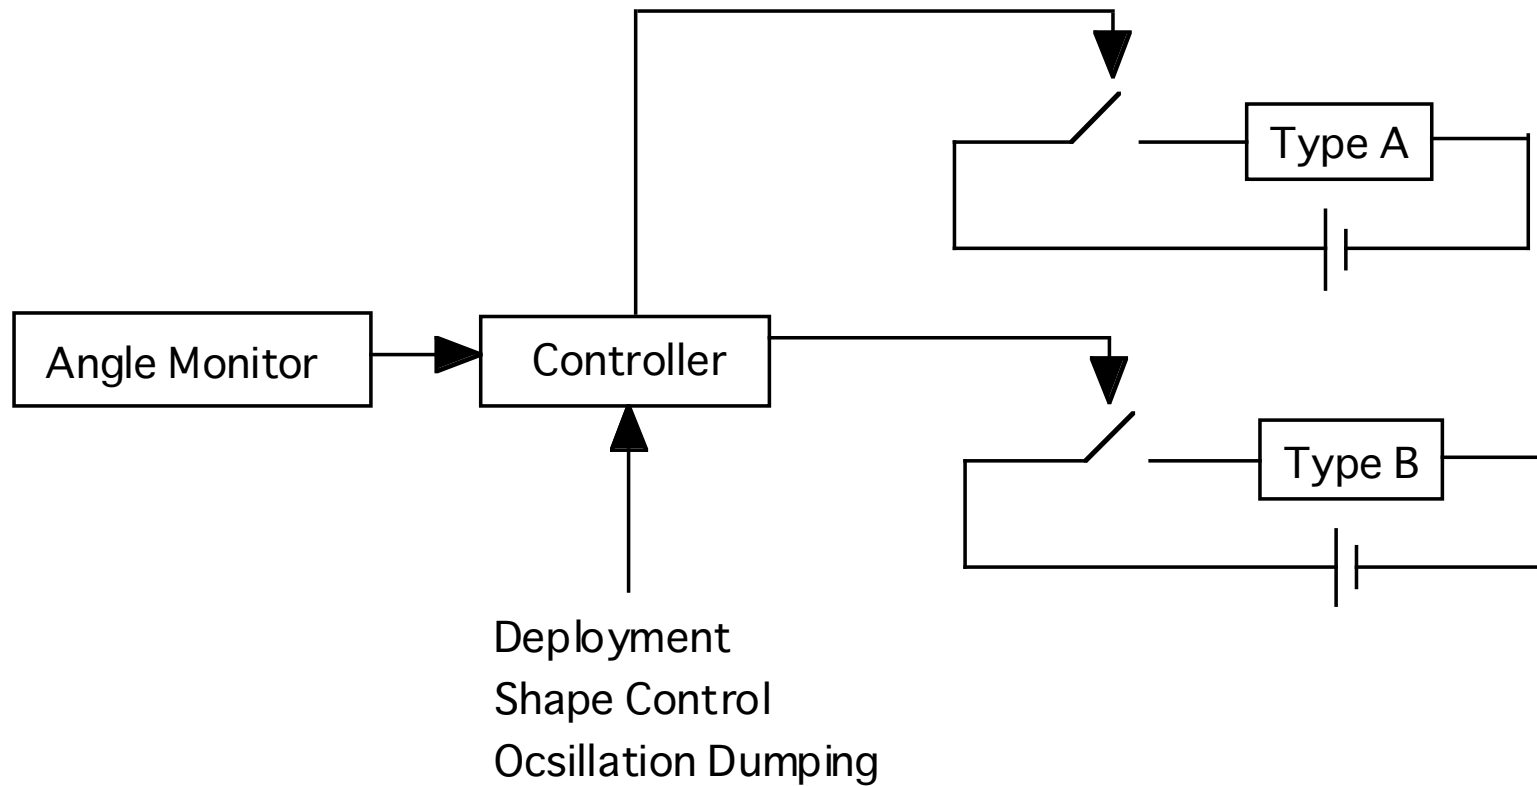 Type A
Angle Monitor
Controller
Type B
Deployment
Shape Control
Ocsillation Dumping